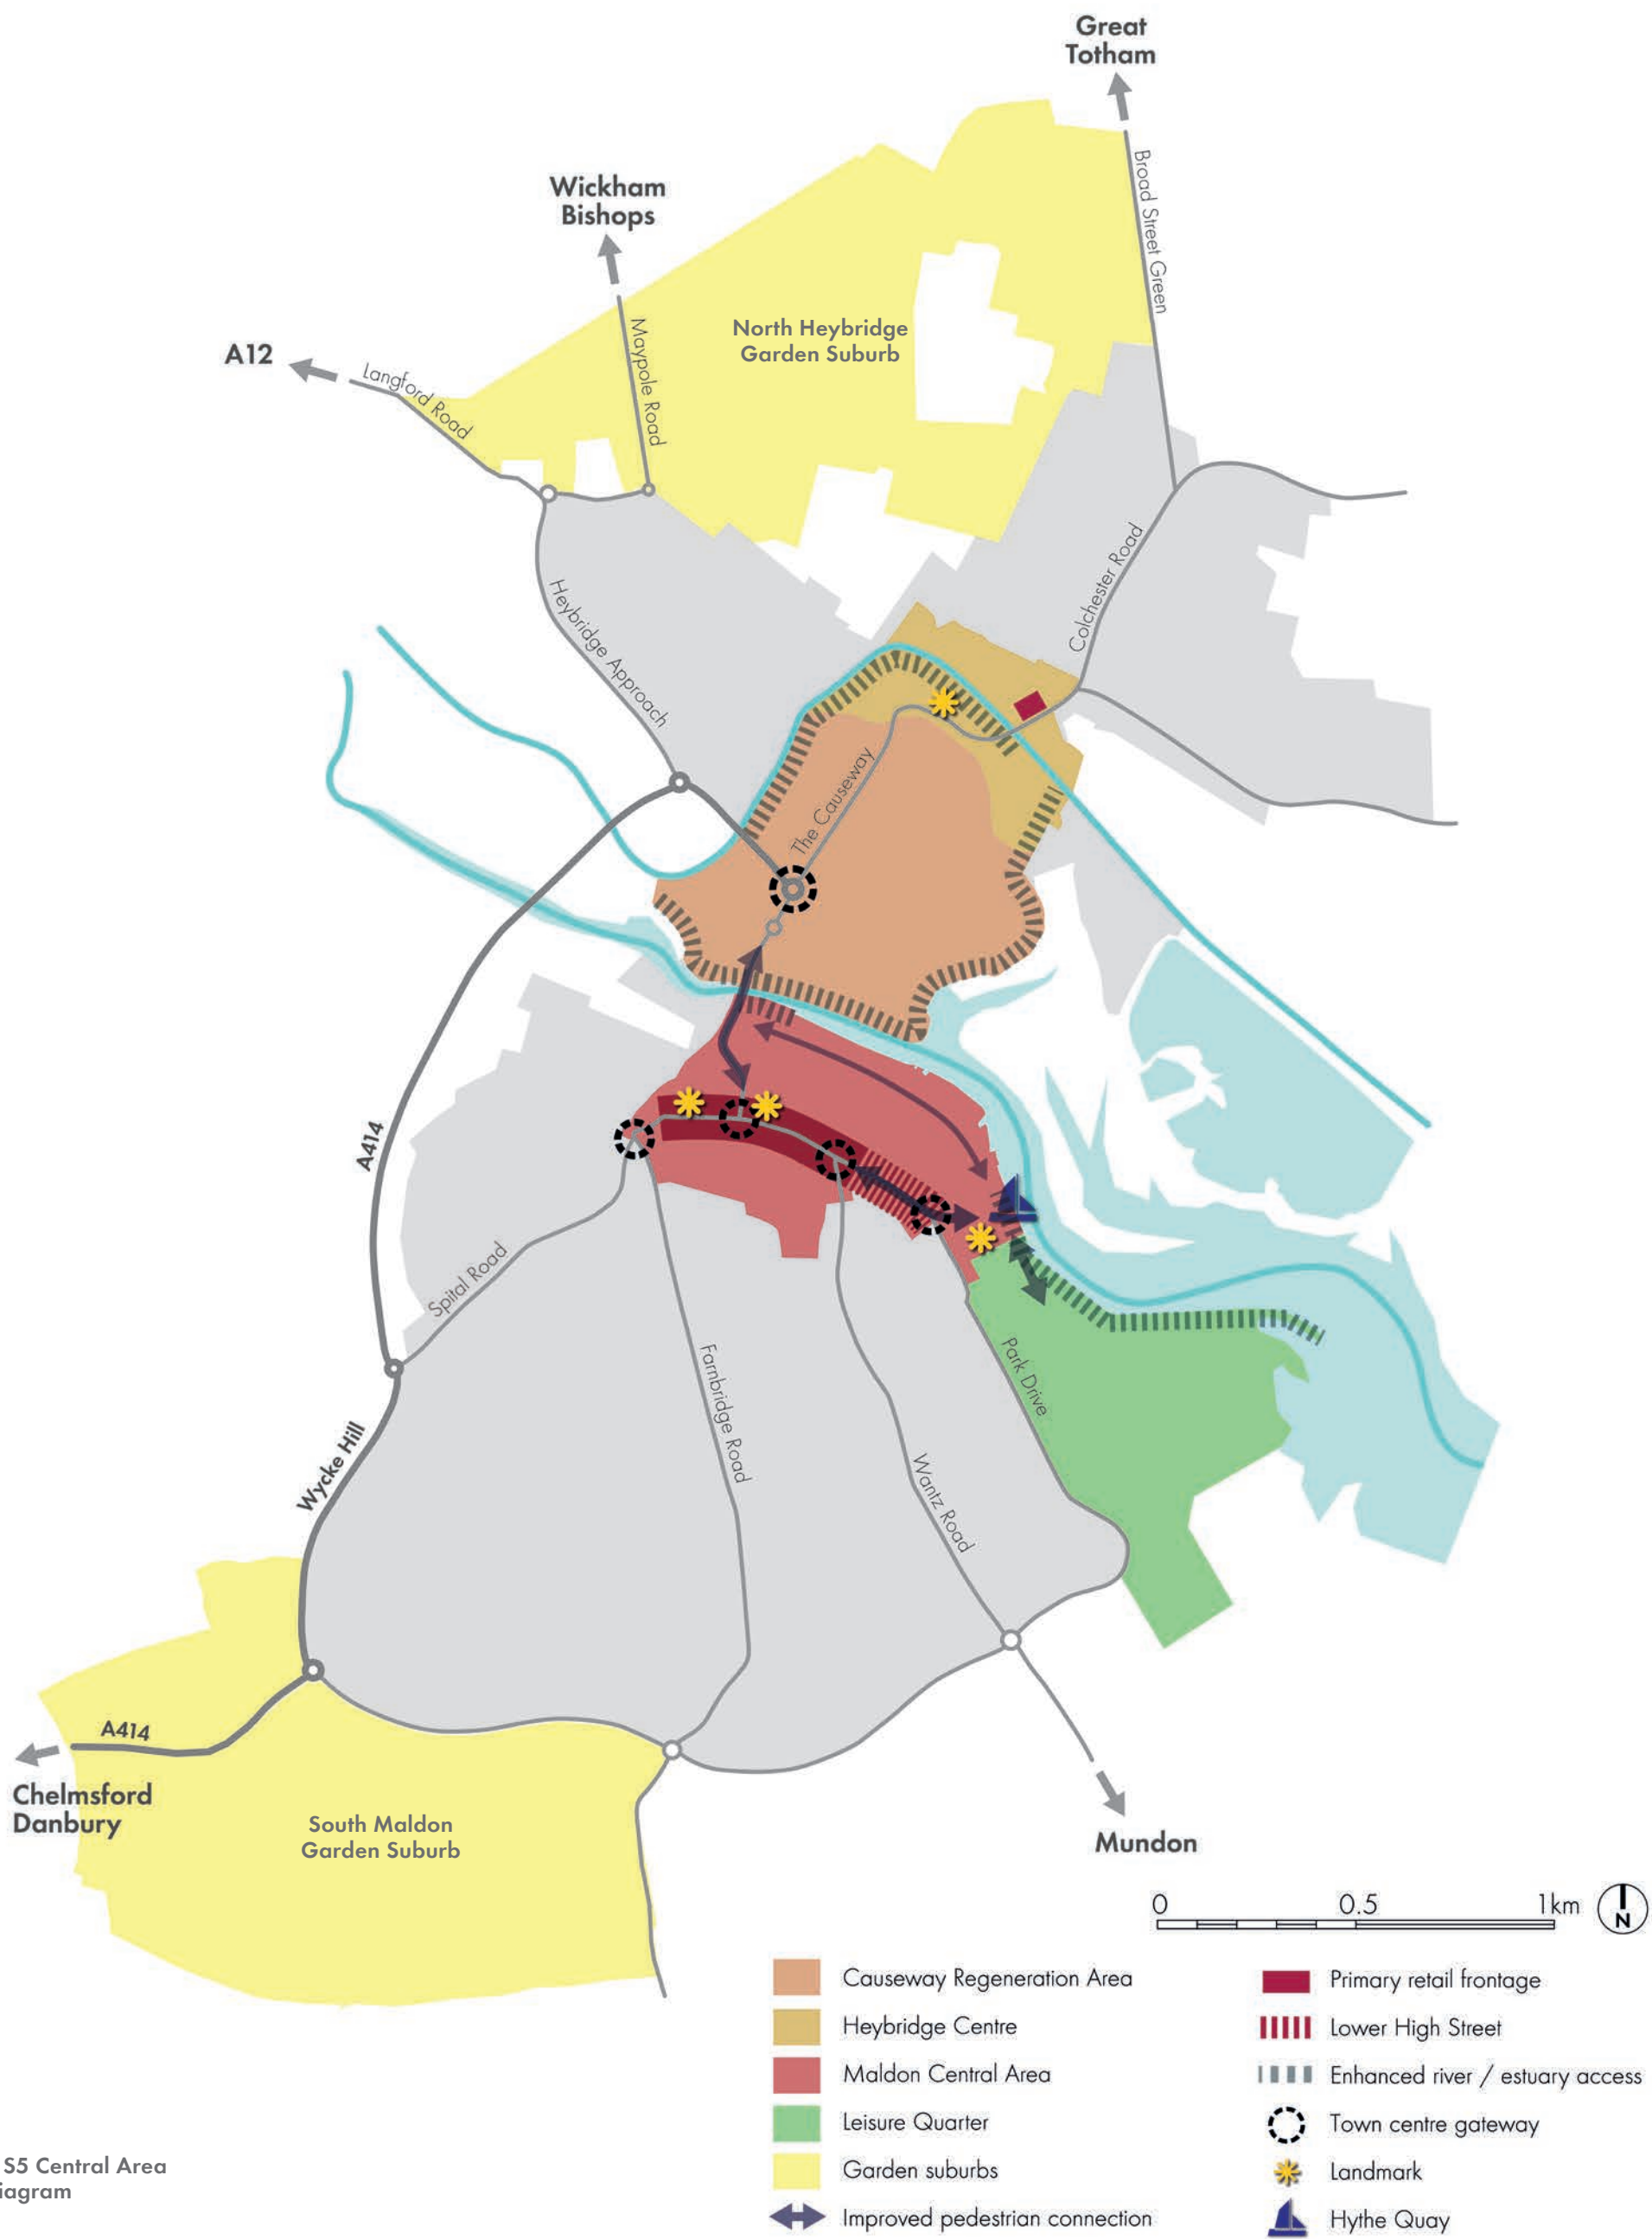 Great
Totham
Broad Street Green
Wickham
Bishops
Maypole Road
North Heybridge
Garden Suburb
A12
Langford Road
Heybridge Approach
Colchester Road
The Causeway
A414
Spital Road
Wycke Hill
Fambridge Road
Wantz Road
Park Drive
A414
Chelmsford
Danbury
South Maldon
Garden Suburb
Mundon
0 0.5 1km
N
Causeway Regeneration Area
Heybridge Centre
Maldon Central Area
Leisure Quarter
Garden suburbs
Improved pedestrian connection
Primary retail frontage
Lower High Street
Enhanced river / estuary access
Town centre gateway
Landmark
Hythe Quay
S5 Central Area